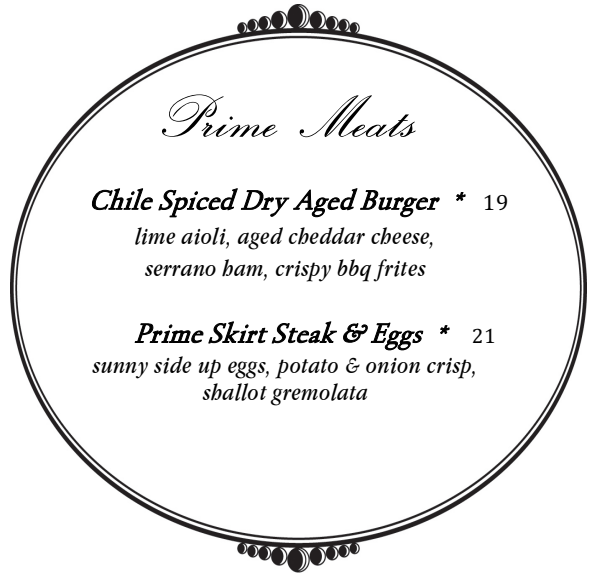 Prime Meats
Chile Spiced Dry Aged Burger * 19
lime aioli, aged cheddar cheese,
serrano ham, crispy bbq frites
Prime Skirt Steak & Eggs * 21
sunny side up eggs, potato & onion crisp,
shallot gremolata